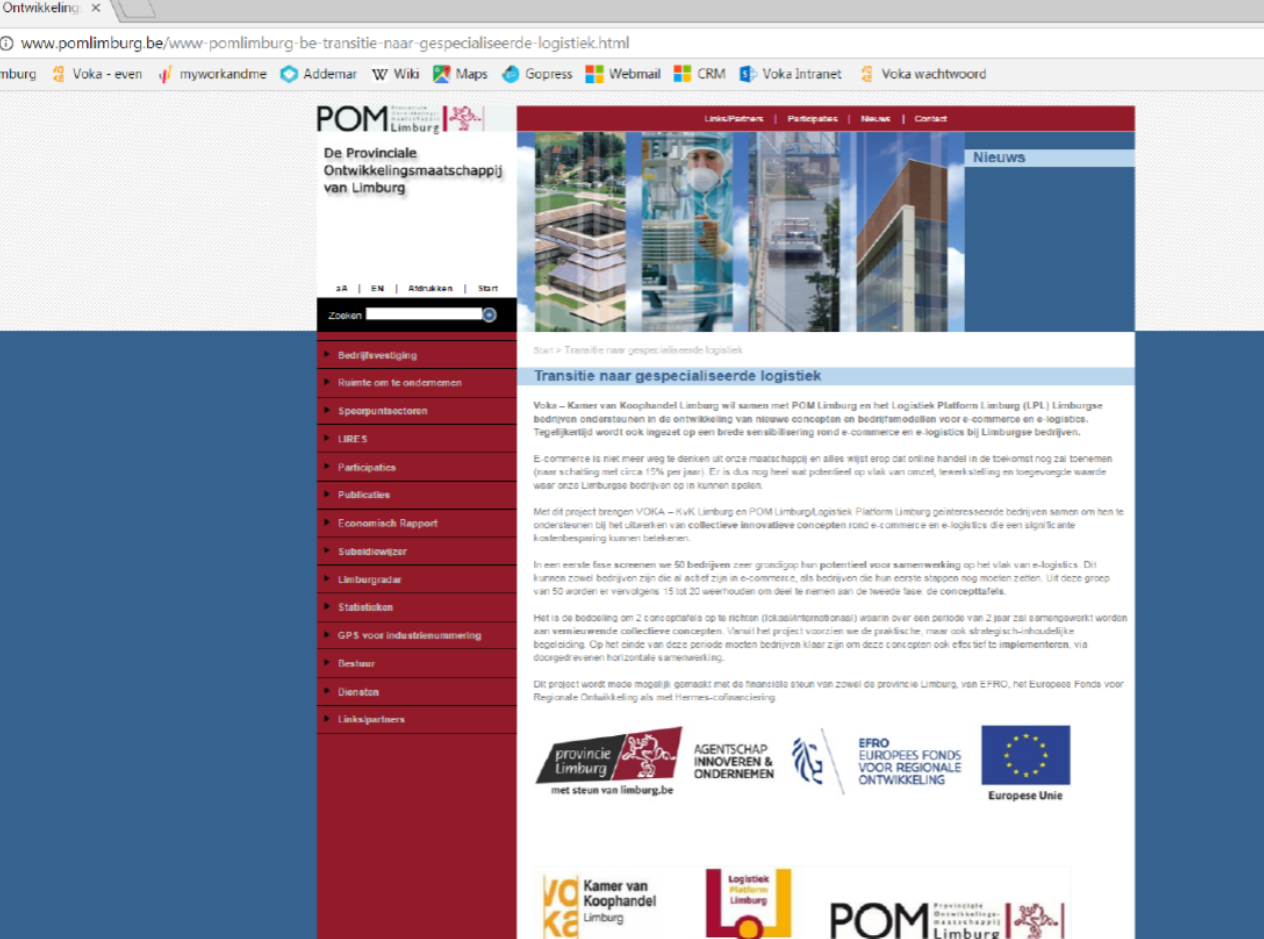 Ontwikkeling ×
www.pomlimburg.be/www-pomlimburg-be-transitie-naar-gespecialiseerde-logistiek.html
mburg Voka - even myworkandme Addemar W Wiki Maps Gopress Webmail CRM Voka Intranet Voka wachtwoord
POM Provinciale Ontwikkelings- maatschappij Limburg
Links/Partners | Participaties | Nieuws | Contact
De Provinciale
Ontwikkelingsmaatschappij
van Limburg
Nieuws
aA | EN | Afdrukken | Start
Zoeken
Bedrijfsvestiging
Ruimte om te ondernemen
Speerpuntsectoren
LIRES
Participaties
Publicaties
Economisch Rapport
Subsidiewijzer
Limburgradar
Statistieken
GPS voor industrienummering
Bestuur
Diensten
Links/partners
Start > Transitie naar gespecialiseerde logistiek
Transitie naar gespecialiseerde logistiek
Voka – Kamer van Koophandel Limburg wil samen met POM Limburg en het Logistiek Platform Limburg (LPL) Limburgse
bedrijven ondersteunen in de ontwikkeling van nieuwe concepten en bedrijfsmodellen voor e-commerce en e-logistics.
Tegelijkertijd wordt ook ingezet op een brede sensibilisering rond e-commerce en e-logistics bij Limburgse bedrijven.
E-commerce is niet meer weg te denken uit onze maatschappij en alles wijst erop dat online handel in de toekomst nog zal toenemen
(naar schatting met circa 15% per jaar). Er is dus nog heel wat potentieel op vlak van omzet, tewerkstelling en toegevoegde waarde
waar onze Limburgse bedrijven op in kunnen spelen.
Met dit project brengen VOKA – KvK Limburg en POM Limburg/Logistiek Platform Limburg geïnteresseerde bedrijven samen om hen te
ondersteunen bij het uitwerken van collectieve innovatieve concepten rond e-commerce en e-logistics die een significante
kostenbesparing kunnen betekenen.
In een eerste fase screenen we 50 bedrijven zeer grondigop hun potentieel voor samenwerking op het vlak van e-logistics. Dit
kunnen zowel bedrijven zijn die al actief zijn in e-commerce, als bedrijven die hun eerste stappen nog moeten zetten. Uit deze groep
van 50 worden er vervolgens 15 tot 20 weerhouden om deel te nemen aan de tweede fase: de concepttafels.
Het is de bedoeling om 2 concepttafels op te richten (lokaal/internationaal) waarin over een periode van 2 jaar zal samengewerkt worden
aan vernieuwende collectieve concepten. Vanuit het project voorzien we de praktische, maar ook strategisch-inhoudelijke
begeleiding. Op het einde van deze periode moeten bedrijven klaar zijn om deze concepten ook effectief te implementeren, via
doorgedrevenen horizontale samenwerking.
Dit project wordt mede mogelijk gemaakt met de financiële steun van zowel de provincie Limburg, van EFRO, het Europees Fonds voor
Regionale Ontwikkeling als met Hermes-cofinanciering.
provincie
Limburg
met steun van limburg.be
AGENTSCHAP
INNOVEREN &
ONDERNEMEN
EFRO
EUROPEES FONDS
VOOR REGIONALE
ONTWIKKELING
Europese Unie
VOKA
Kamer van
Koophandel
Limburg
Logistiek
Platform
Limburg
POM Provinciale Ontwikkelings- maatschappij Limburg